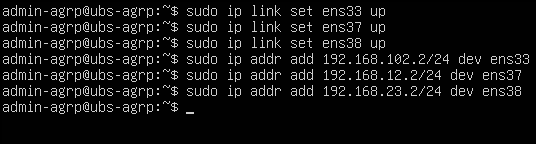 admin-agrp@ubs-agrp:~$ sudo ip link set ens33 up
admin-agrp@ubs-agrp:~$ sudo ip link set ens37 up
admin-agrp@ubs-agrp:~$ sudo ip link set ens38 up
admin-agrp@ubs-agrp:~$ sudo ip addr add 192.168.102.2/24 dev ens33
admin-agrp@ubs-agrp:~$ sudo ip addr add 192.168.12.2/24 dev ens37
admin-agrp@ubs-agrp:~$ sudo ip addr add 192.168.23.2/24 dev ens38
admin-agrp@ubs-agrp:~$ _